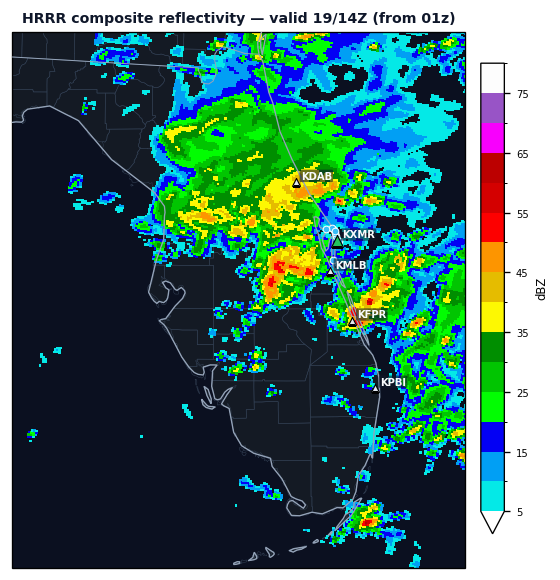 HRRR composite reflectivity — valid 19/14Z (from 01z)
75
65
55
45
35
25
15
5
dBZ
KDAB
KXMR
KMLB
KFPR
KPBI